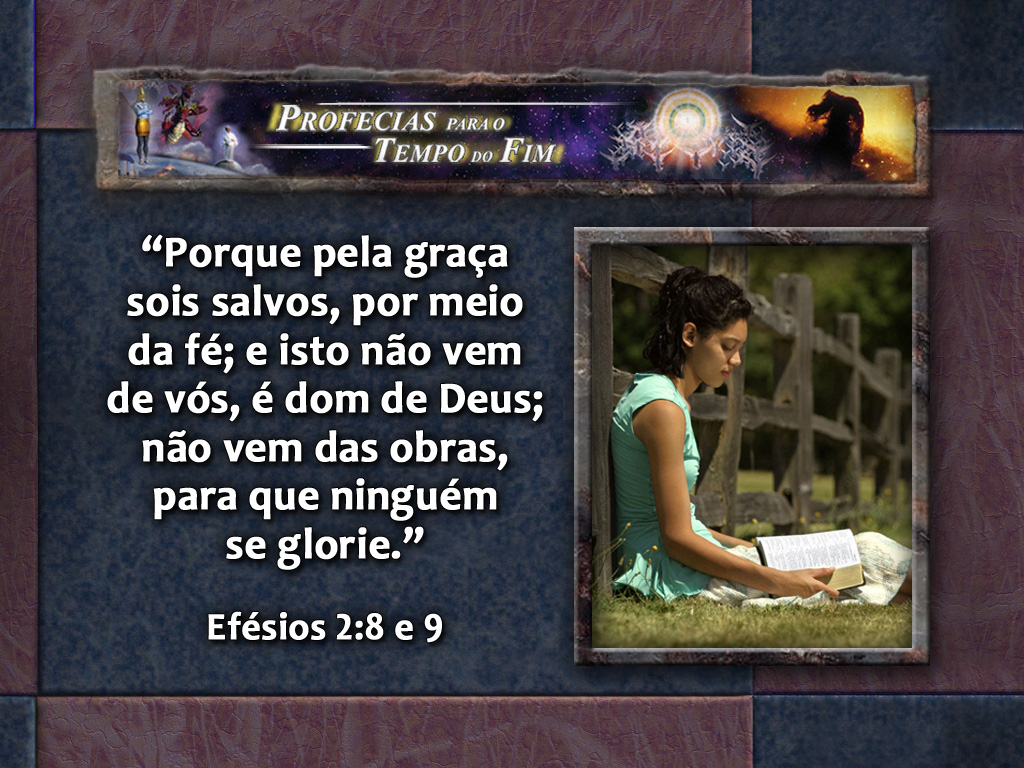 PROFECIAS PARA O
TEMPO DO FIM
“Porque pela graça
sois salvos, por meio
da fé; e isto não vem
de vós, é dom de Deus;
não vem das obras,
para que ninguém
se glorie.”
Efésios 2:8 e 9